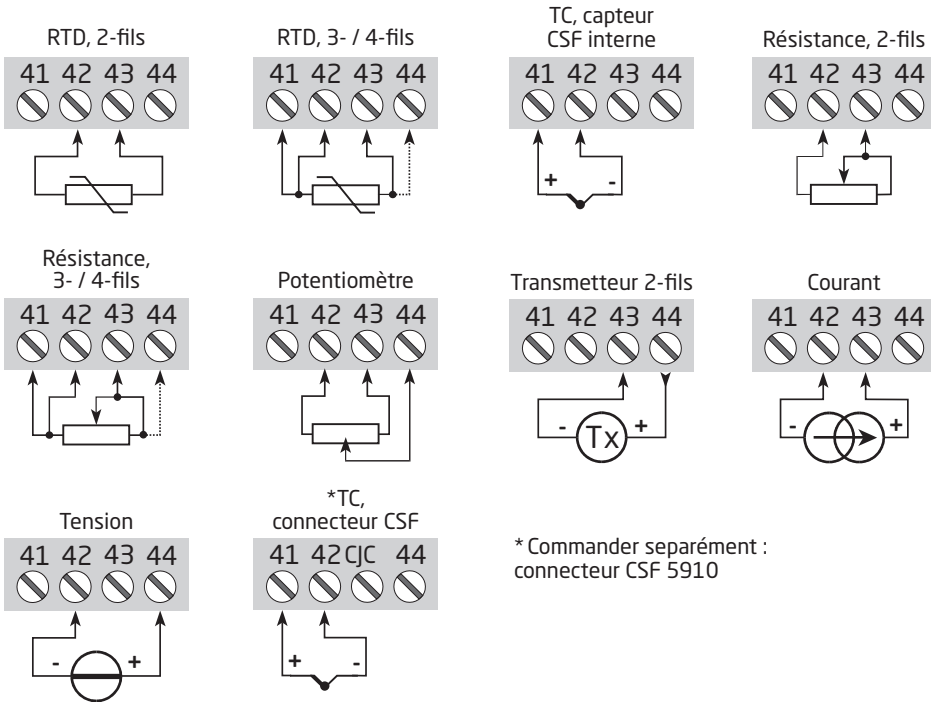 RTD, 2-fils
41 42 43 44
RTD, 3- / 4-fils
41 42 43 44
TC, capteur
CSF interne
41 42 43 44
+ -
Résistance, 2-fils
41 42 43 44
Résistance,
3- / 4-fils
41 42 43 44
Potentiomètre
41 42 43 44
Transmetteur 2-fils
41 42 43 44
- Tx +
Courant
41 42 43 44
- +
Tension
41 42 43 44
- +
*TC,
connecteur CSF
41 42 CJC 44
+ -
* Commander separément :
connecteur CSF 5910